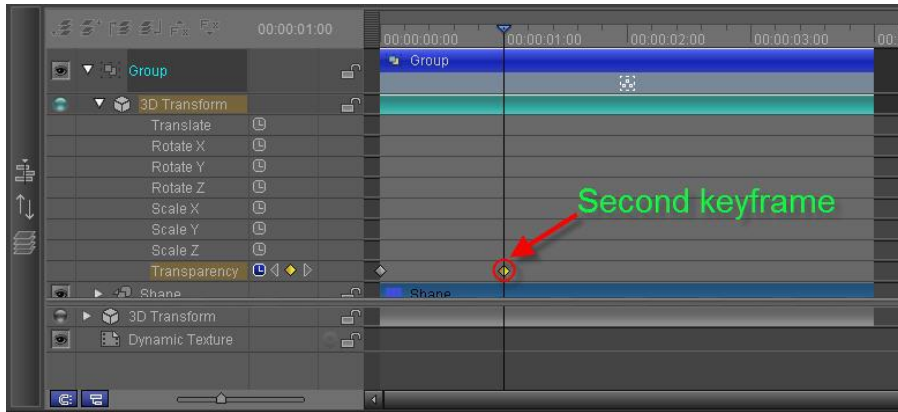 00:00:01:00
00:00:00:00 00:00:01:00 00:00:02:00 00:00:03:00 00:
Group Group
3D Transform
Translate
Rotate X
Rotate Y
Rotate Z
Scale X
Second keyframe
Scale Y
Scale Z
Transparency
Shape Shape
3D Transform
Dynamic Texture